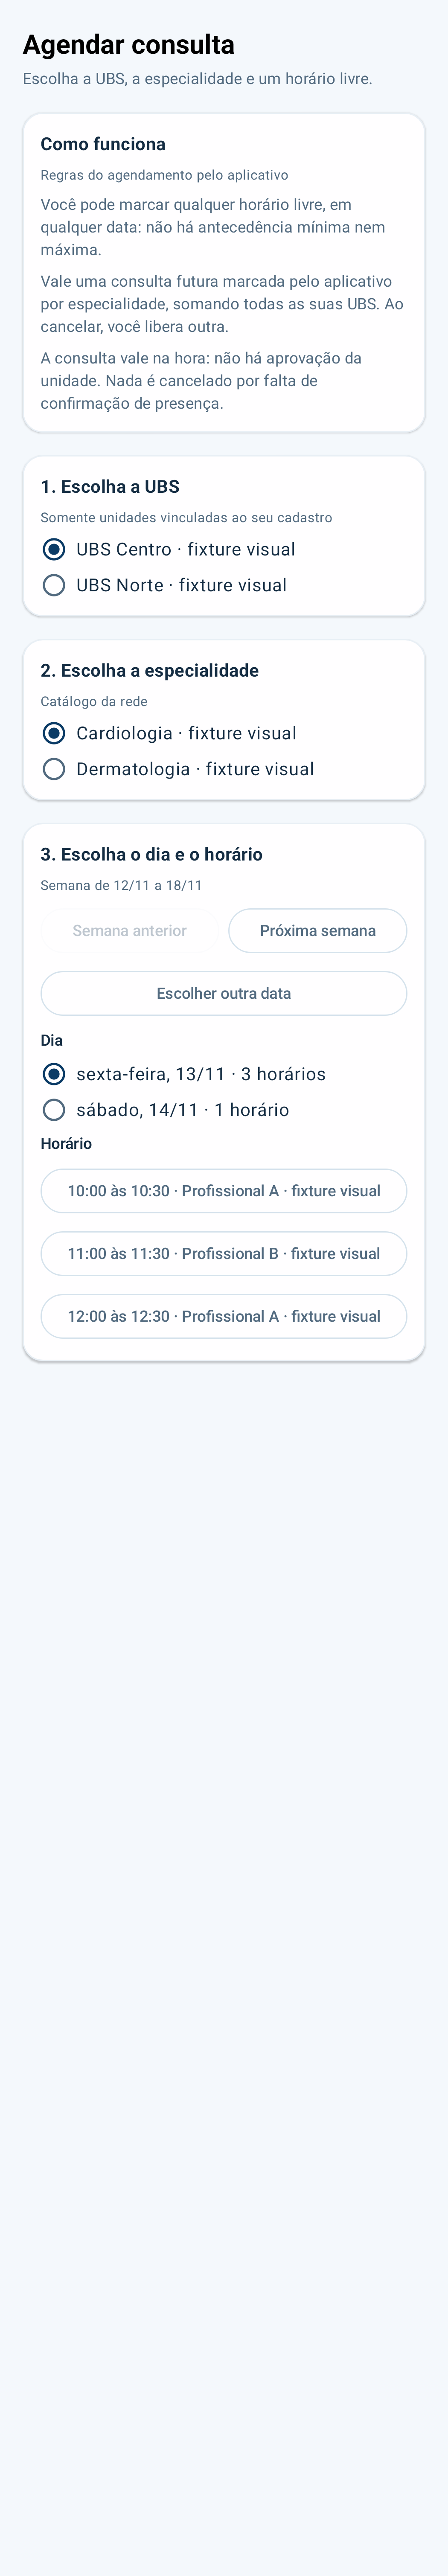 Agendar consulta
Escolha a UBS, a especialidade e um horário livre.
Como funciona
Regras do agendamento pelo aplicativo
Você pode marcar qualquer horário livre, em
qualquer data: não há antecedência mínima nem
máxima.
Vale uma consulta futura marcada pelo aplicativo
por especialidade, somando todas as suas UBS. Ao
cancelar, você libera outra.
A consulta vale na hora: não há aprovação da
unidade. Nada é cancelado por falta de
confirmação de presença.
1. Escolha a UBS
Somente unidades vinculadas ao seu cadastro
UBS Centro · fixture visual
UBS Norte · fixture visual
2. Escolha a especialidade
Catálogo da rede
Cardiologia · fixture visual
Dermatologia · fixture visual
3. Escolha o dia e o horário
Semana de 12/11 a 18/11
Semana anterior
Próxima semana
Escolher outra data
Dia
sexta-feira, 13/11 · 3 horários
sábado, 14/11 · 1 horário
Horário
10:00 às 10:30 · Profissional A · fixture visual
11:00 às 11:30 · Profissional B · fixture visual
12:00 às 12:30 · Profissional A · fixture visual